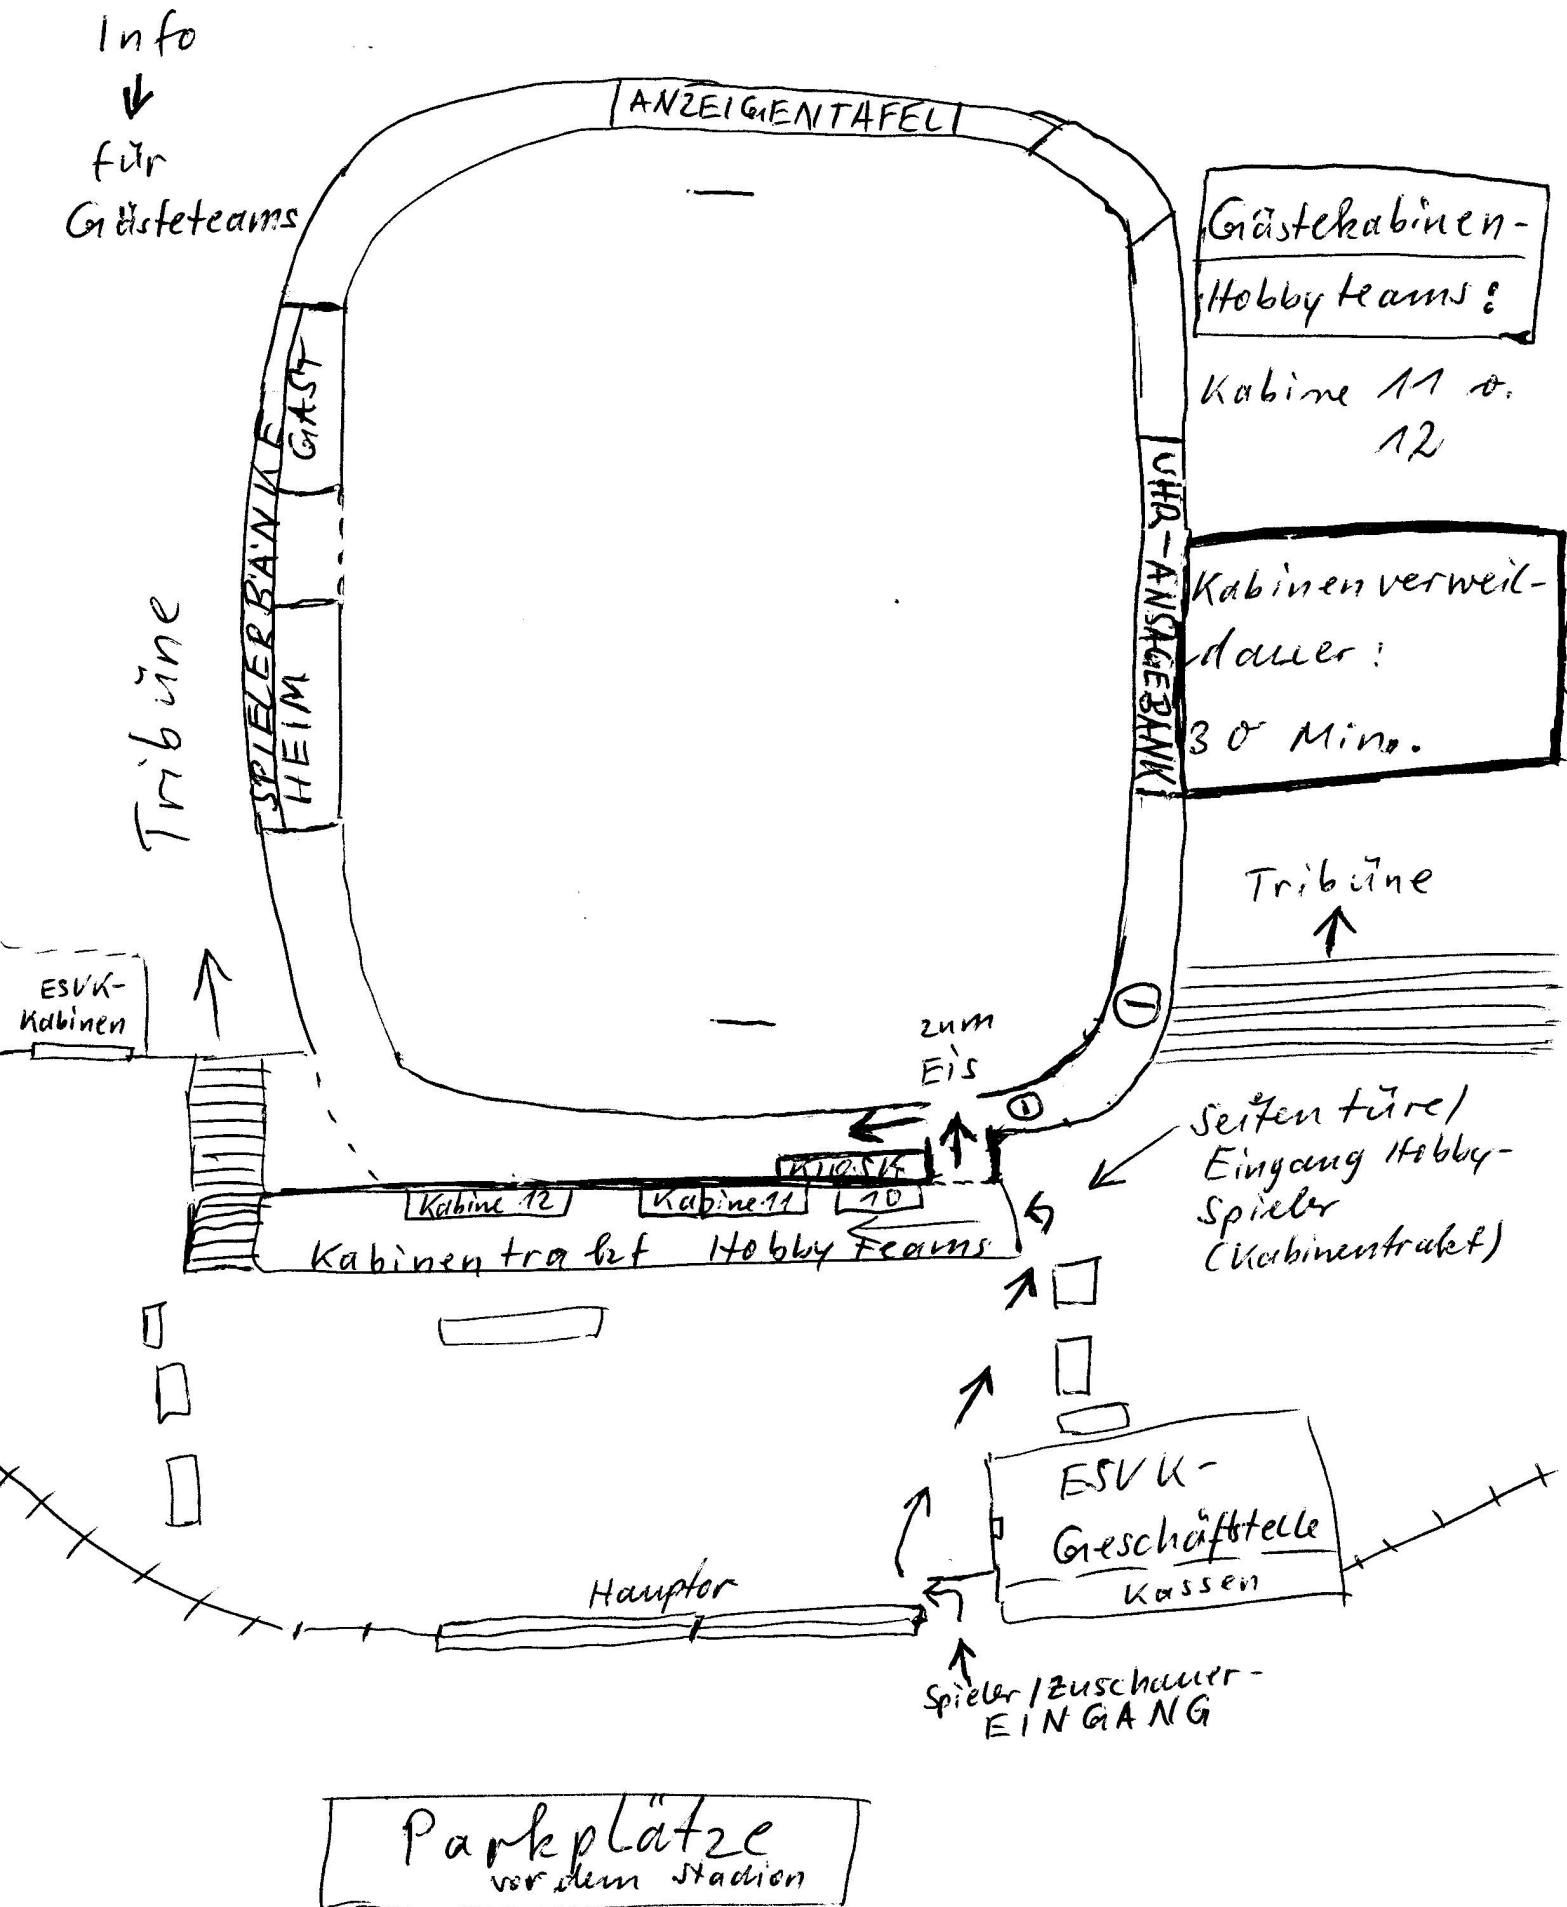 Info
für
Gästeteams
ANZEIGENTAFEL
Gästekabinen-
Hobbyteams:
Kabine 11 o.
12
GAST
SPIELERBÄNKE
HEIM
UHR-ANSAGEBANK
Kabinenverweil-
dauer:
30 Min.
Tribüne
Tribüne
ESVK-
Kabinen
zum
Eis
1
1
KIOSK
Seitentüre/
Eingang Hobby-
Spieler
(Kabinentrakt)
Kabine 12
Kabine 11
10
Kabinentrakt Hobby Teams
ESVK-
Geschäftstelle
Kassen
Hauptor
Spieler/Zuschauer-
EINGANG
Parkplätze
vor dem Stadion